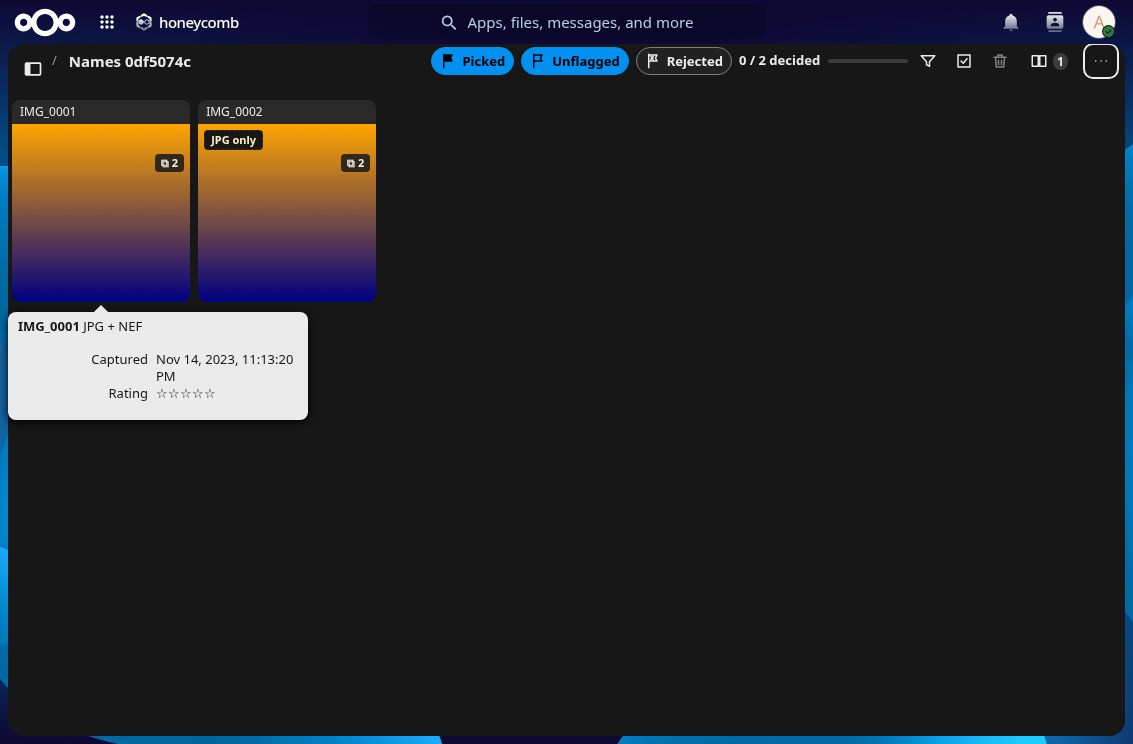 honeycomb
Apps, files, messages, and more
A
/ Names 0df5074c
Picked
Unflagged
Rejected
0 / 2 decided
1
...
IMG_0001
IMG_0002
JPG only
2
2
IMG_0001 JPG + NEF
Captured Nov 14, 2023, 11:13:20
PM
Rating ☆☆☆☆☆